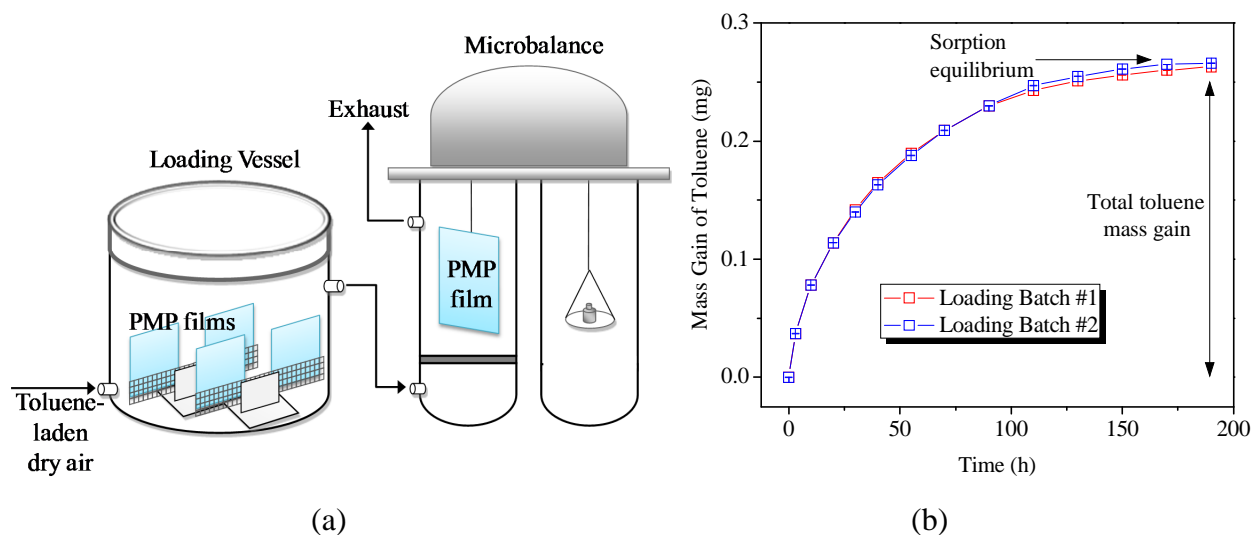 Microbalance
Exhaust
Loading Vessel
PMP
film
PMP films
Toluene-
laden
dry air
(a)
0.3
0.2
0.1
0.0
Mass Gain of Toluene (mg)
Sorption
equilibrium
Total toluene
mass gain
Loading Batch #1
Loading Batch #2
0 50 100 150 200
Time (h)
(b)